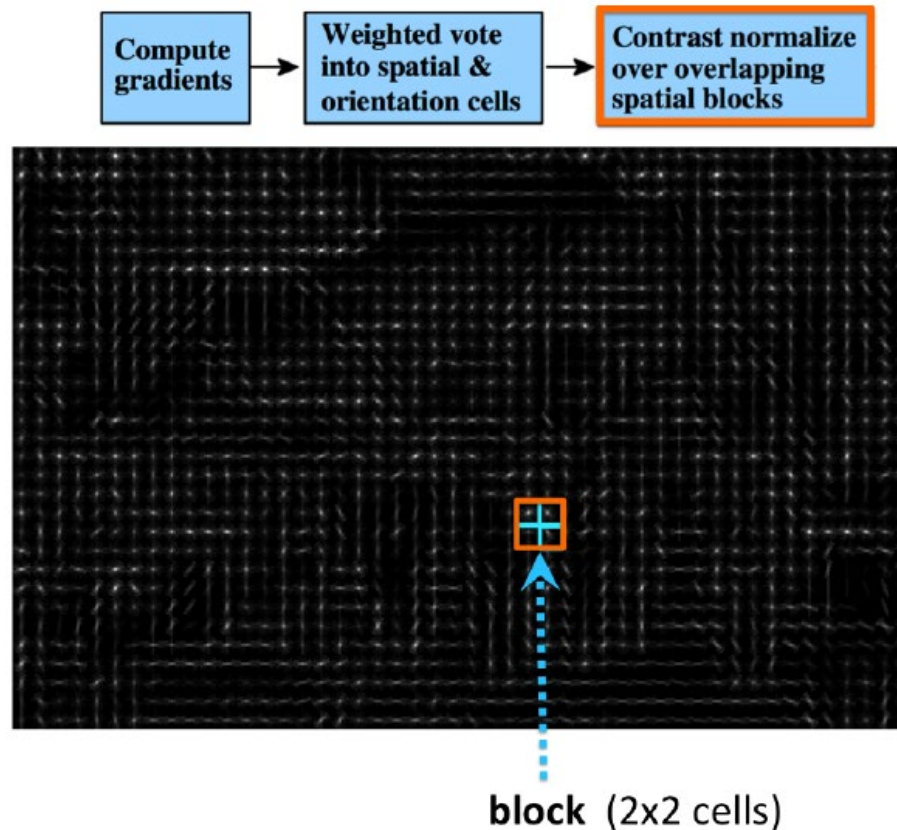 Compute
gradients
Weighted vote
into spatial &
orientation cells
Contrast normalize
over overlapping
spatial blocks
block (2x2 cells)